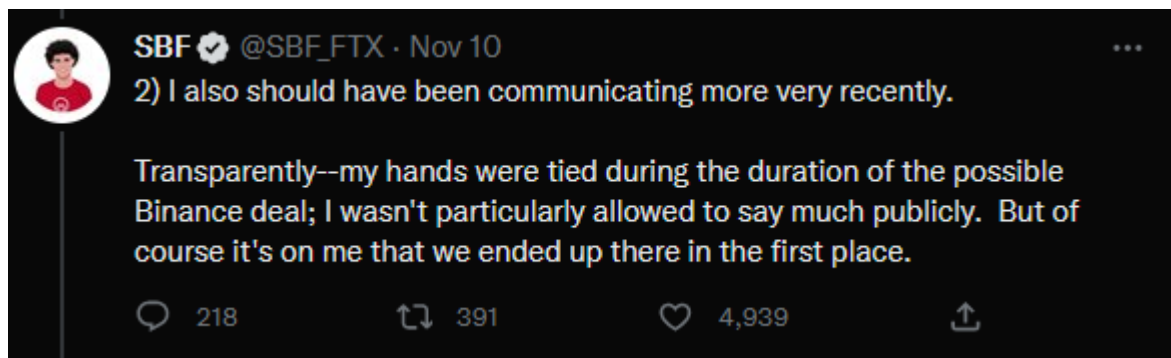 SBF @SBF_FTX · Nov 10
2) I also should have been communicating more very recently.
Transparently--my hands were tied during the duration of the possible
Binance deal; I wasn't particularly allowed to say much publicly.  But of
course it's on me that we ended up there in the first place.
218 391 4,939